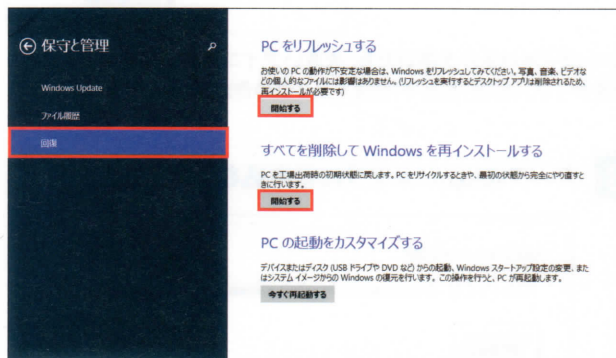 保守と管理
Windows Update
ファイル履歴
回復
PC をリフレッシュする
お使いの PC の動作が不安定な場合は、Windows をリフレッシュしてみてください。写真、音楽、ビデオな
どの個人的なファイルには影響はありません。(リフレッシュを実行するとデスクトップ アプリは削除されるため、
再インストールが必要です)
開始する
すべてを削除して Windows を再インストールする
PC を工場出荷時の初期状態に戻します。PC をリサイクルするときや、最初の状態から完全にやり直すと
きに行います。
開始する
PC の起動をカスタマイズする
デバイスまたはディスク (USB ドライブや DVD など) からの起動、Windows スタートアップ設定の変更、また
はシステム イメージからの Windows の復元を行います。この操作を行うと、PC が再起動します。
今すぐ再起動する